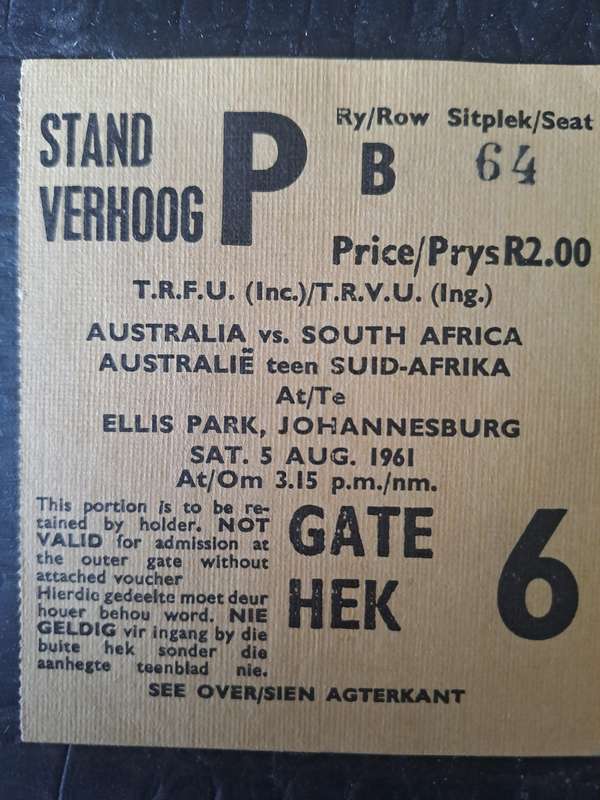 STAND P Ry/Row Sitplek/Seat
VERHOOG B 64
Price/Prys R2.00
T.R.F.U. (Inc.)/T.R.V.U. (Ing.)
AUSTRALIA vs. SOUTH AFRICA
AUSTRALIË teen SUID-AFRIKA
At/Te
ELLIS PARK, JOHANNESBURG
SAT. 5 AUG. 1961
At/Om 3.15 p.m./nm.
This portion is to be re-
tained by holder. NOT
VALID for admission at
the outer gate without
attached voucher
Hierdie gedeelte moet deur
houer behou word. NIE
GELDIG vir ingang by die
buite hek sonder die
aanhegte teenblad nie.
GATE 6
HEK
SEE OVER/SIEN AGTERKANT